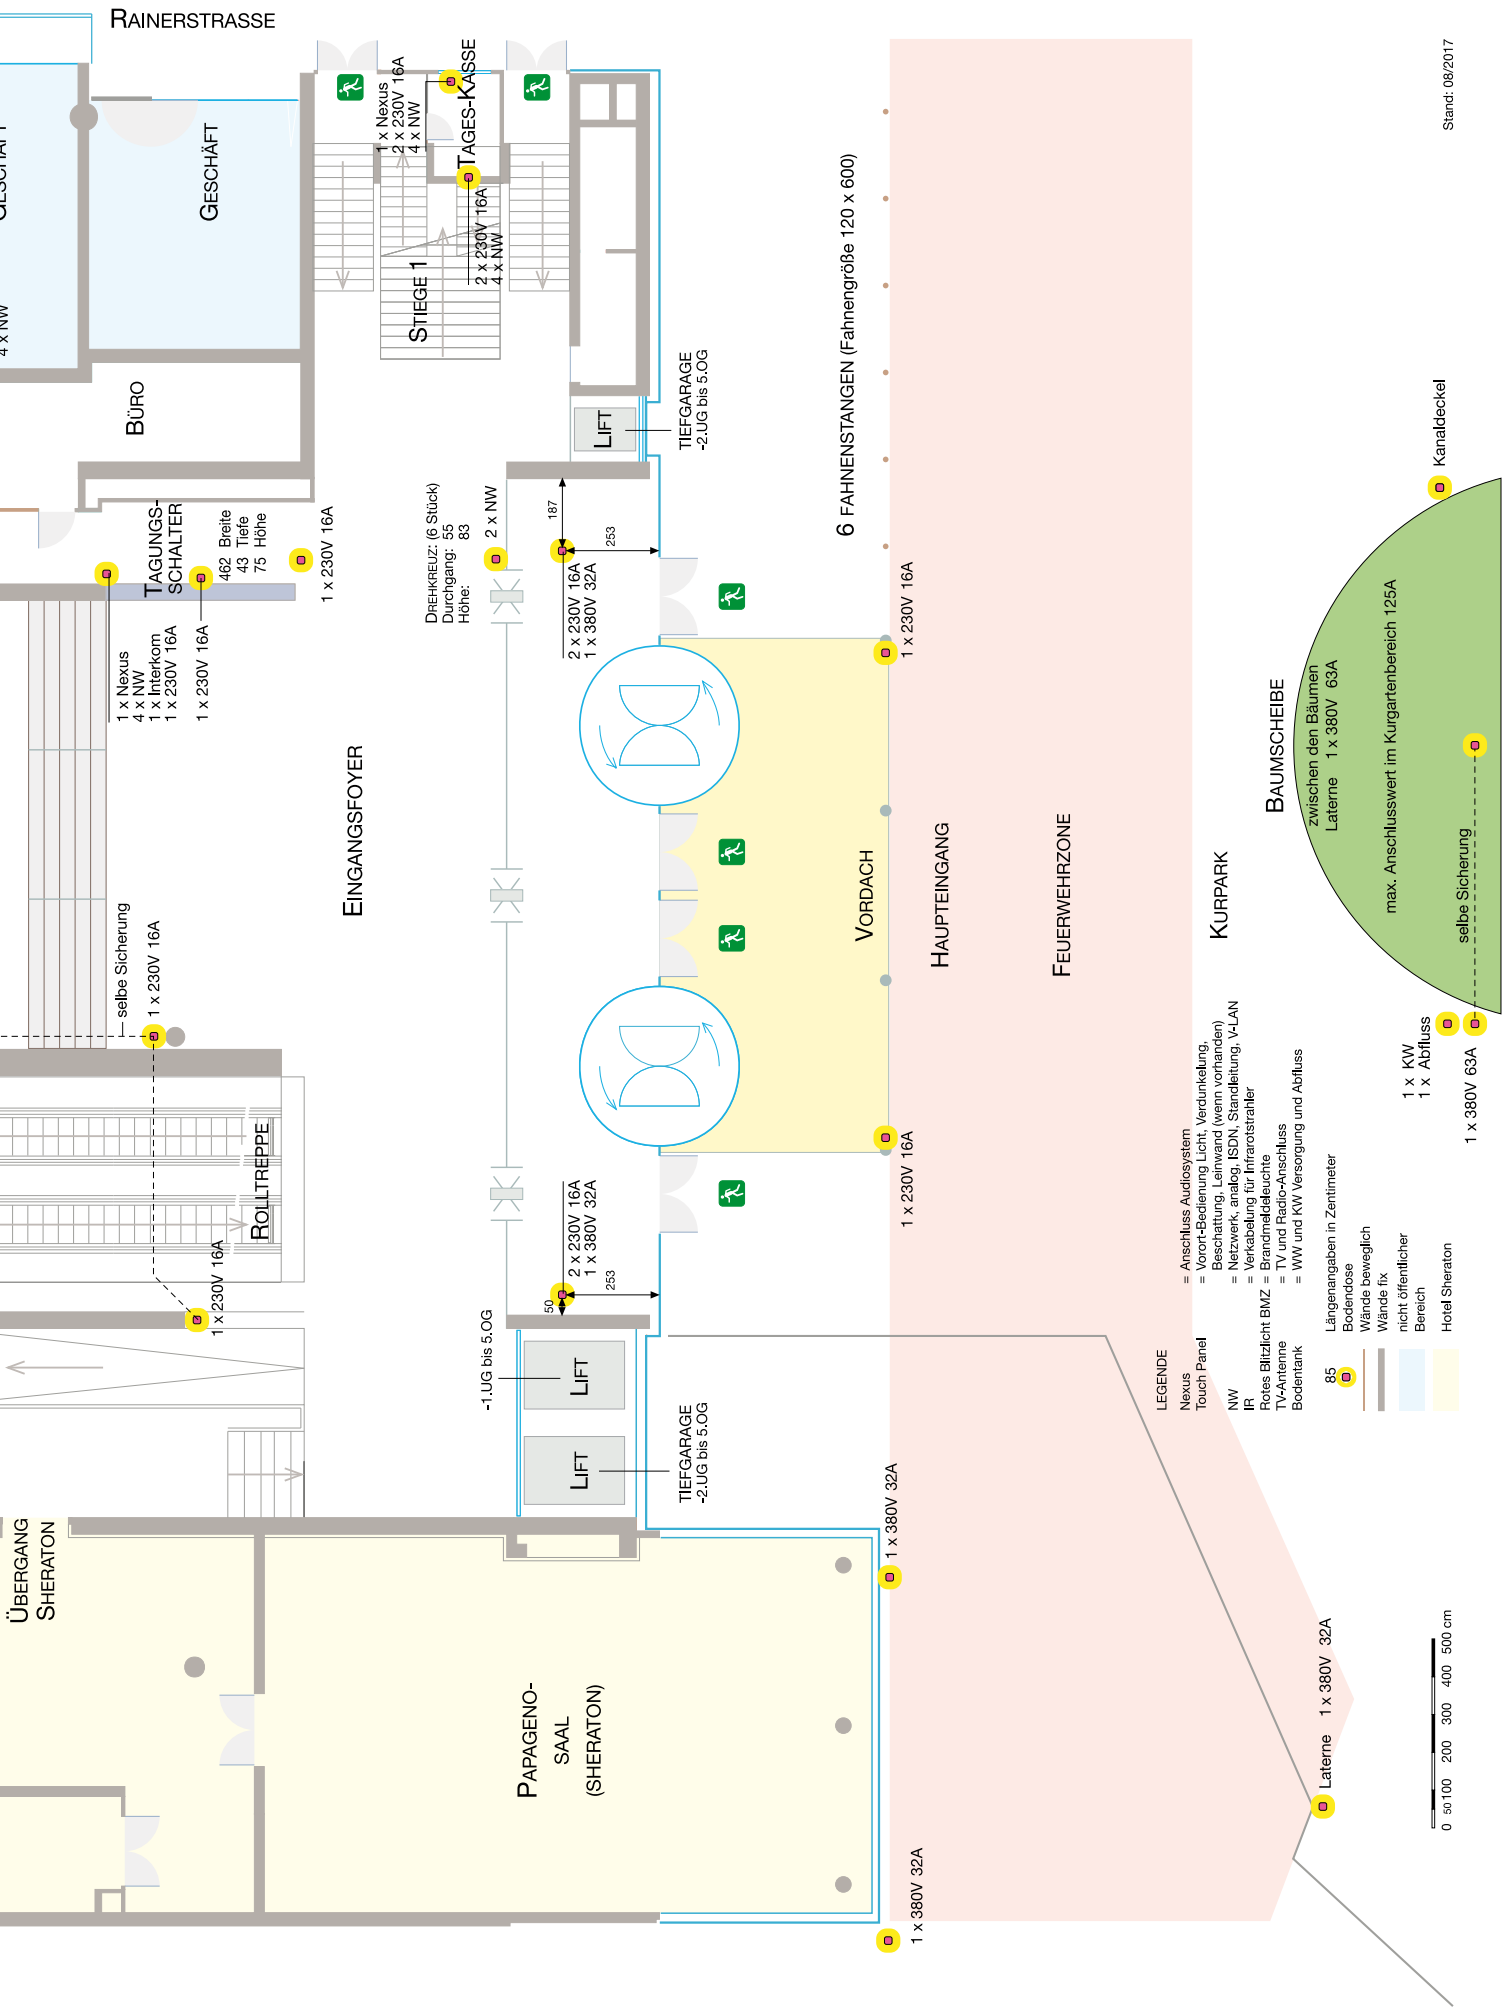 RAINERSTRASSE
GESCHÄFT
4 x NW
GESCHÄFT
BÜRO
1 x Nexus
2 x 230V 16A
4 x NW
TAGES-KASSE
2 x 230V 16A
4 x NW
STIEGE 1
LIFT
TIEFGARAGE
-2.UG bis 5.OG
TAGUNGS-
SCHALTER
462 Breite
43 Tiefe
75 Höhe
1 x 230V 16A
1 x Nexus
4 x NW
1 x Interkom
1 x 230V 16A
1 x 230V 16A
DREHKREUZ: (6 Stück)
Durchgang: 55
Höhe: 83
2 x NW
187
253
2 x 230V 16A
1 x 380V 32A
6 FAHNENSTANGEN (Fahnengröße 120 x 600)
1 x 230V 16A
EINGANGSFOYER
selbe Sicherung
1 x 230V 16A
ROLLTREPPE
1 x 230V 16A
2 x 230V 16A
1 x 380V 32A
50
253
-1.UG bis 5.OG
LIFT
LIFT
TIEFGARAGE
-2.UG bis 5.OG
VORDACH
HAUPTEINGANG
FEUERWEHRZONE
KURPARK
1 x 230V 16A
ÜBERGANG
SHERATON
PAPAGENO-
SAAL
(SHERATON)
1 x 380V 32A
1 x 380V 32A
Laterne 1 x 380V 32A
BAUMSCHEIBE
zwischen den Bäumen
Laterne 1 x 380V 63A
max. Anschlusswert im Kurgartenbereich 125A
selbe Sicherung
Kanaldeckel
1 x KW
1 x Abfluss
1 x 380V 63A
LEGENDE
Nexus = Anschluss Audiosystem
Touch Panel = Vorort-Bedienung Licht, Verdunkelung,
Beschattung, Leinwand (wenn vorhanden)
NW = Netzwerk, analog, ISDN, Standleitung, V-LAN
IR = Verkabelung für Infrarotstrahler
Rotes Blitzlicht BMZ = Brandmeldeleuchte
TV-Antenne = TV und Radio-Anschluss
Bodentank = WW und KW Versorgung und Abfluss
85 Längenangaben in Zentimeter
Bodendose
Wände beweglich
Wände fix
nicht öffentlicher
Bereich
Hotel Sheraton
0 50 100 200 300 400 500 cm
Stand: 08/2017